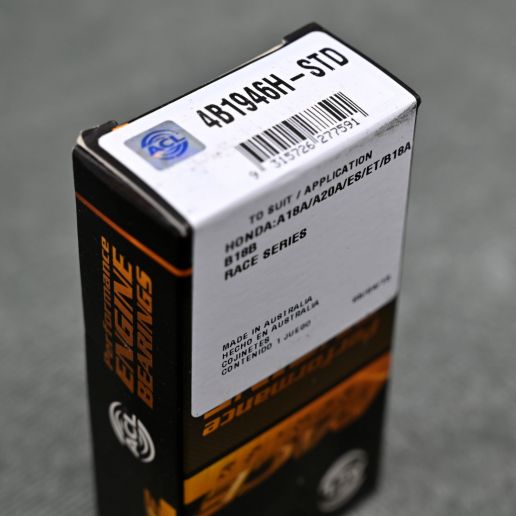 4B1946H-STD
ACL
9 315726 277591
TO SUIT / APPLICATION
HONDA:A18A/A20A/ES/ET/B18A
B18B
RACE SERIES
MADE IN AUSTRALIA
HECHO EN AUSTRALIA
COJINETES
CONTENIDO 1 JUEGO
Performance
ENGINE
BEARINGS
ACL
Performance